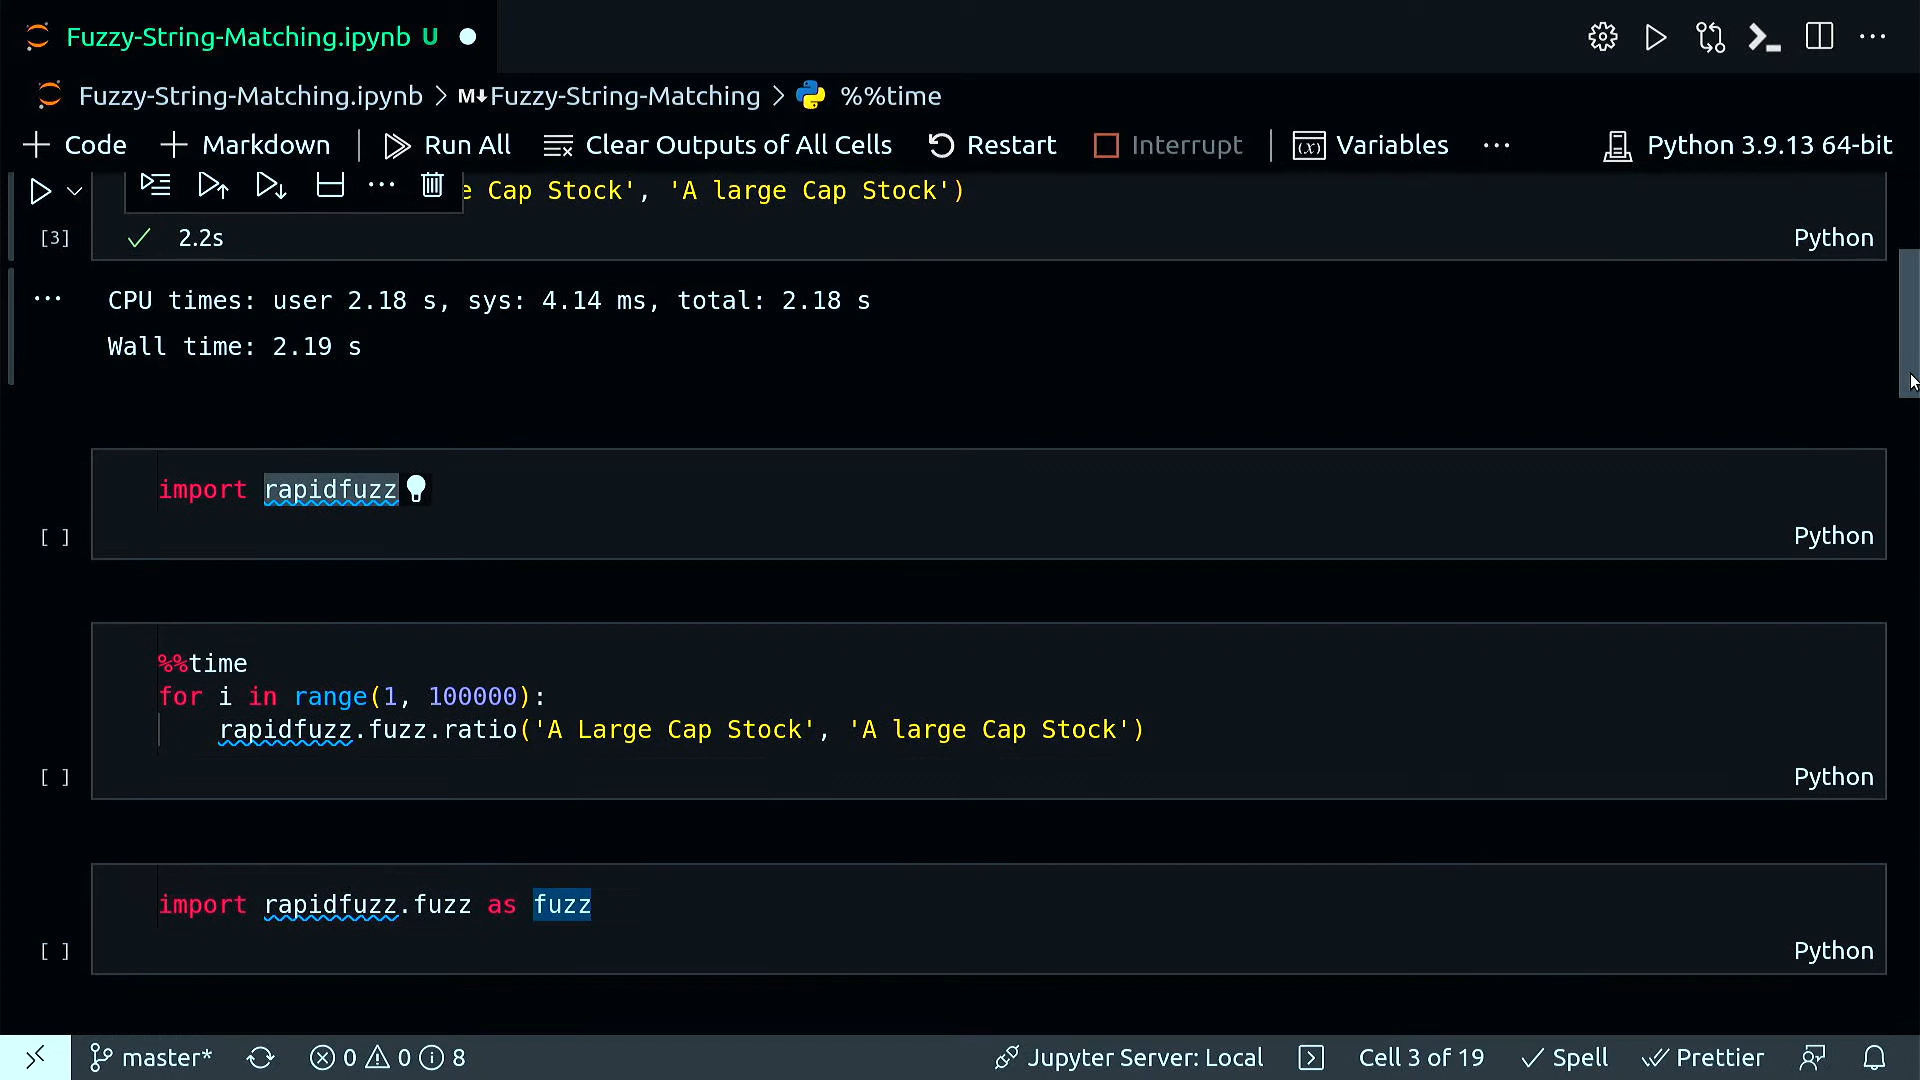 Fuzzy-String-Matching.ipynb U
Fuzzy-String-Matching.ipynb > M↓Fuzzy-String-Matching > %%time
+ Code + Markdown | Run All Clear Outputs of All Cells Restart Interrupt | Variables ··· Python 3.9.13 64-bit
e Cap Stock', 'A large Cap Stock')
[3] ✓ 2.2s Python
CPU times: user 2.18 s, sys: 4.14 ms, total: 2.18 s
Wall time: 2.19 s
import rapidfuzz
[ ] Python
%%time
for i in range(1, 100000):
    rapidfuzz.fuzz.ratio('A Large Cap Stock', 'A large Cap Stock')
[ ] Python
import rapidfuzz.fuzz as fuzz
[ ] Python
master* 0 0 8 Jupyter Server: Local Cell 3 of 19 Spell Prettier